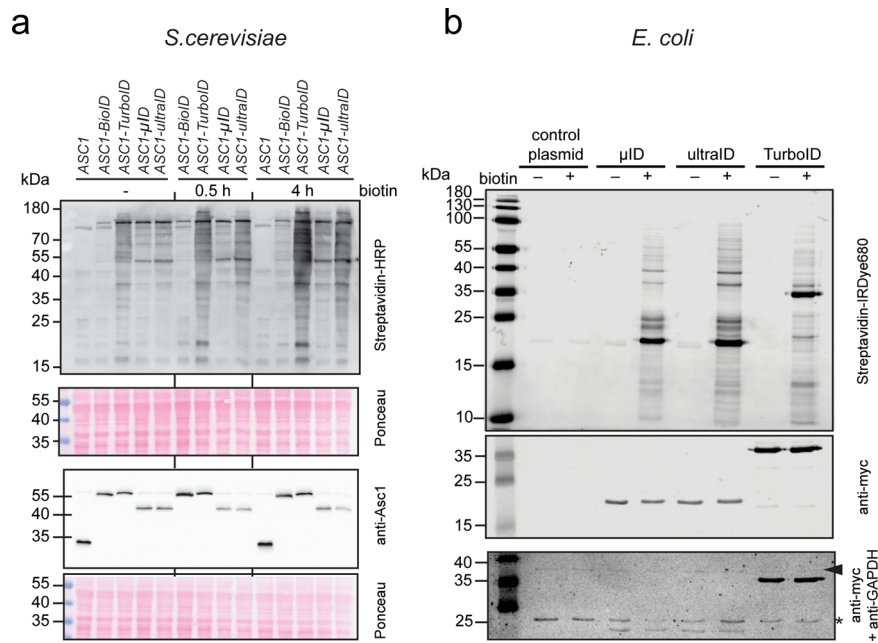 a
S.cerevisiae
ASC1
ASC1-BioID
ASC1-TurboID
ASC1-µID
ASC1-ultraID
ASC1-BioID
ASC1-TurboID
ASC1-µID
ASC1-ultraID
ASC1
ASC1-BioID
ASC1-TurboID
ASC1-µID
ASC1-ultraID
kDa
- 0.5 h 4 h biotin
180
70
55
40
35
25
15
Streptavidin-HRP
55
40
35
Ponceau
55
40
35
anti-Asc1
55
40
35
Ponceau
b
E. coli
control
plasmid
µID ultraID TurboID
kDa biotin – + – + – + – +
180
130
100
55
40
35
25
15
10
Streptavidin-IRDye680
35
25
15
anti-myc
40
35
25
*
anti-myc
+ anti-GAPDH